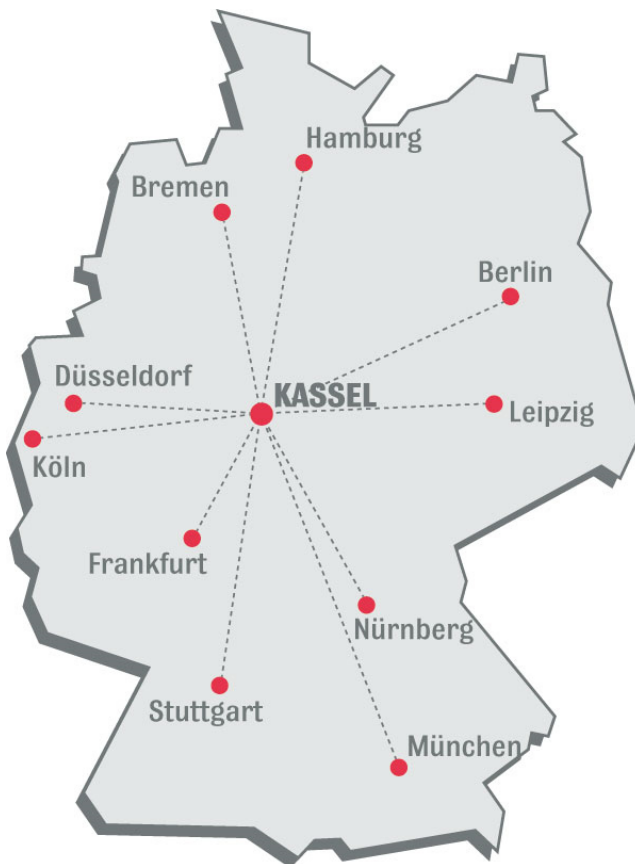 Hamburg
Bremen
Berlin
Düsseldorf
KASSEL
Leipzig
Köln
Frankfurt
Nürnberg
Stuttgart
München